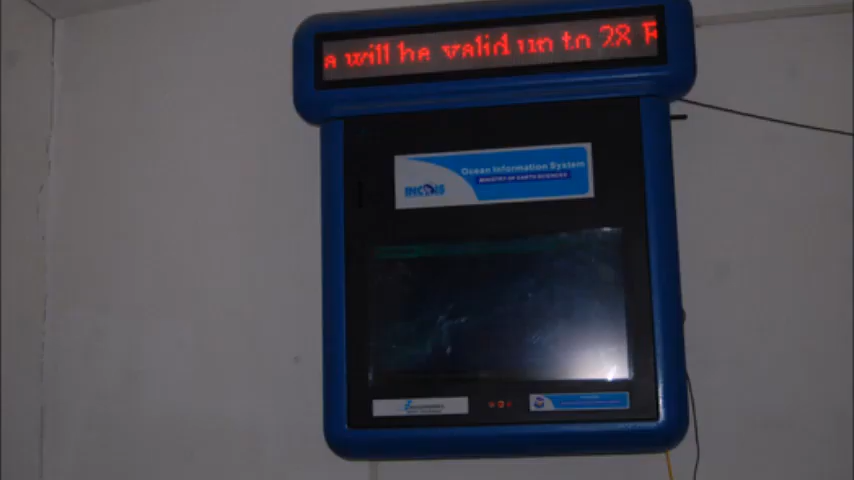 a will be valid up to 28 F
Ocean Information System
MINISTRY OF EARTH SCIENCES
INCOIS